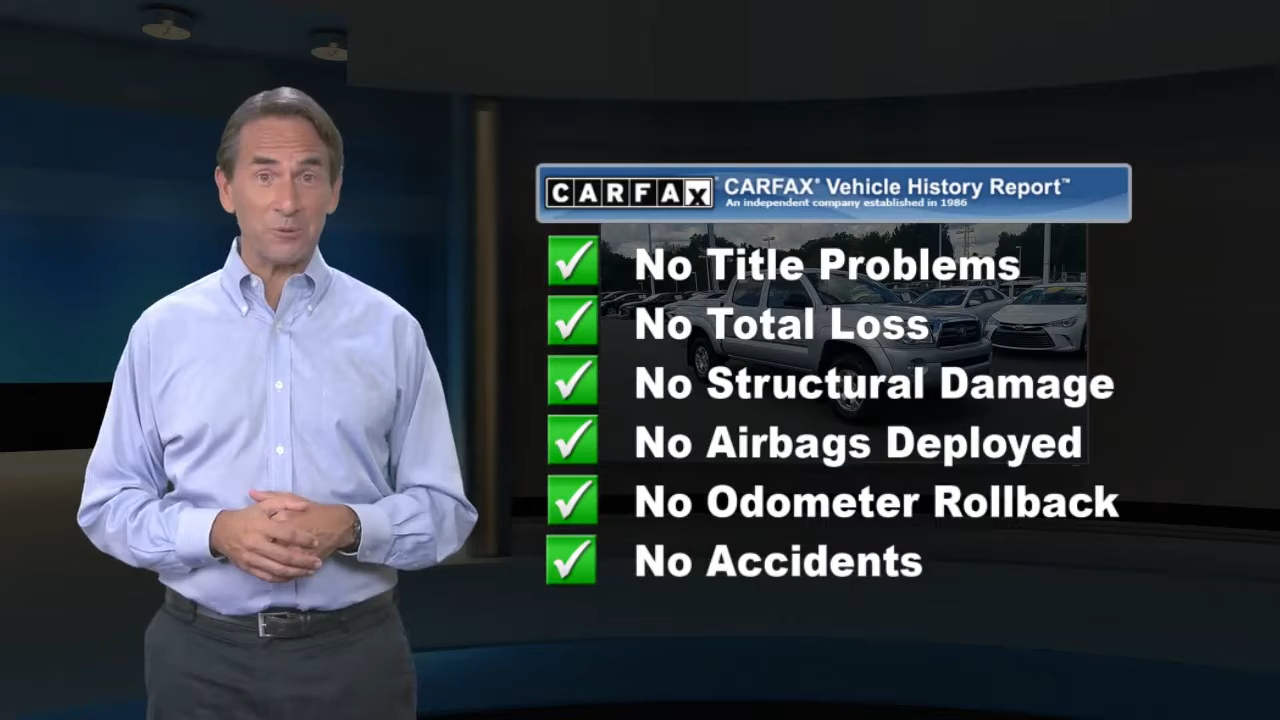 CARFAX CARFAX® Vehicle History Report™
An independent company established in 1986
No Title Problems
No Total Loss
No Structural Damage
No Airbags Deployed
No Odometer Rollback
No Accidents